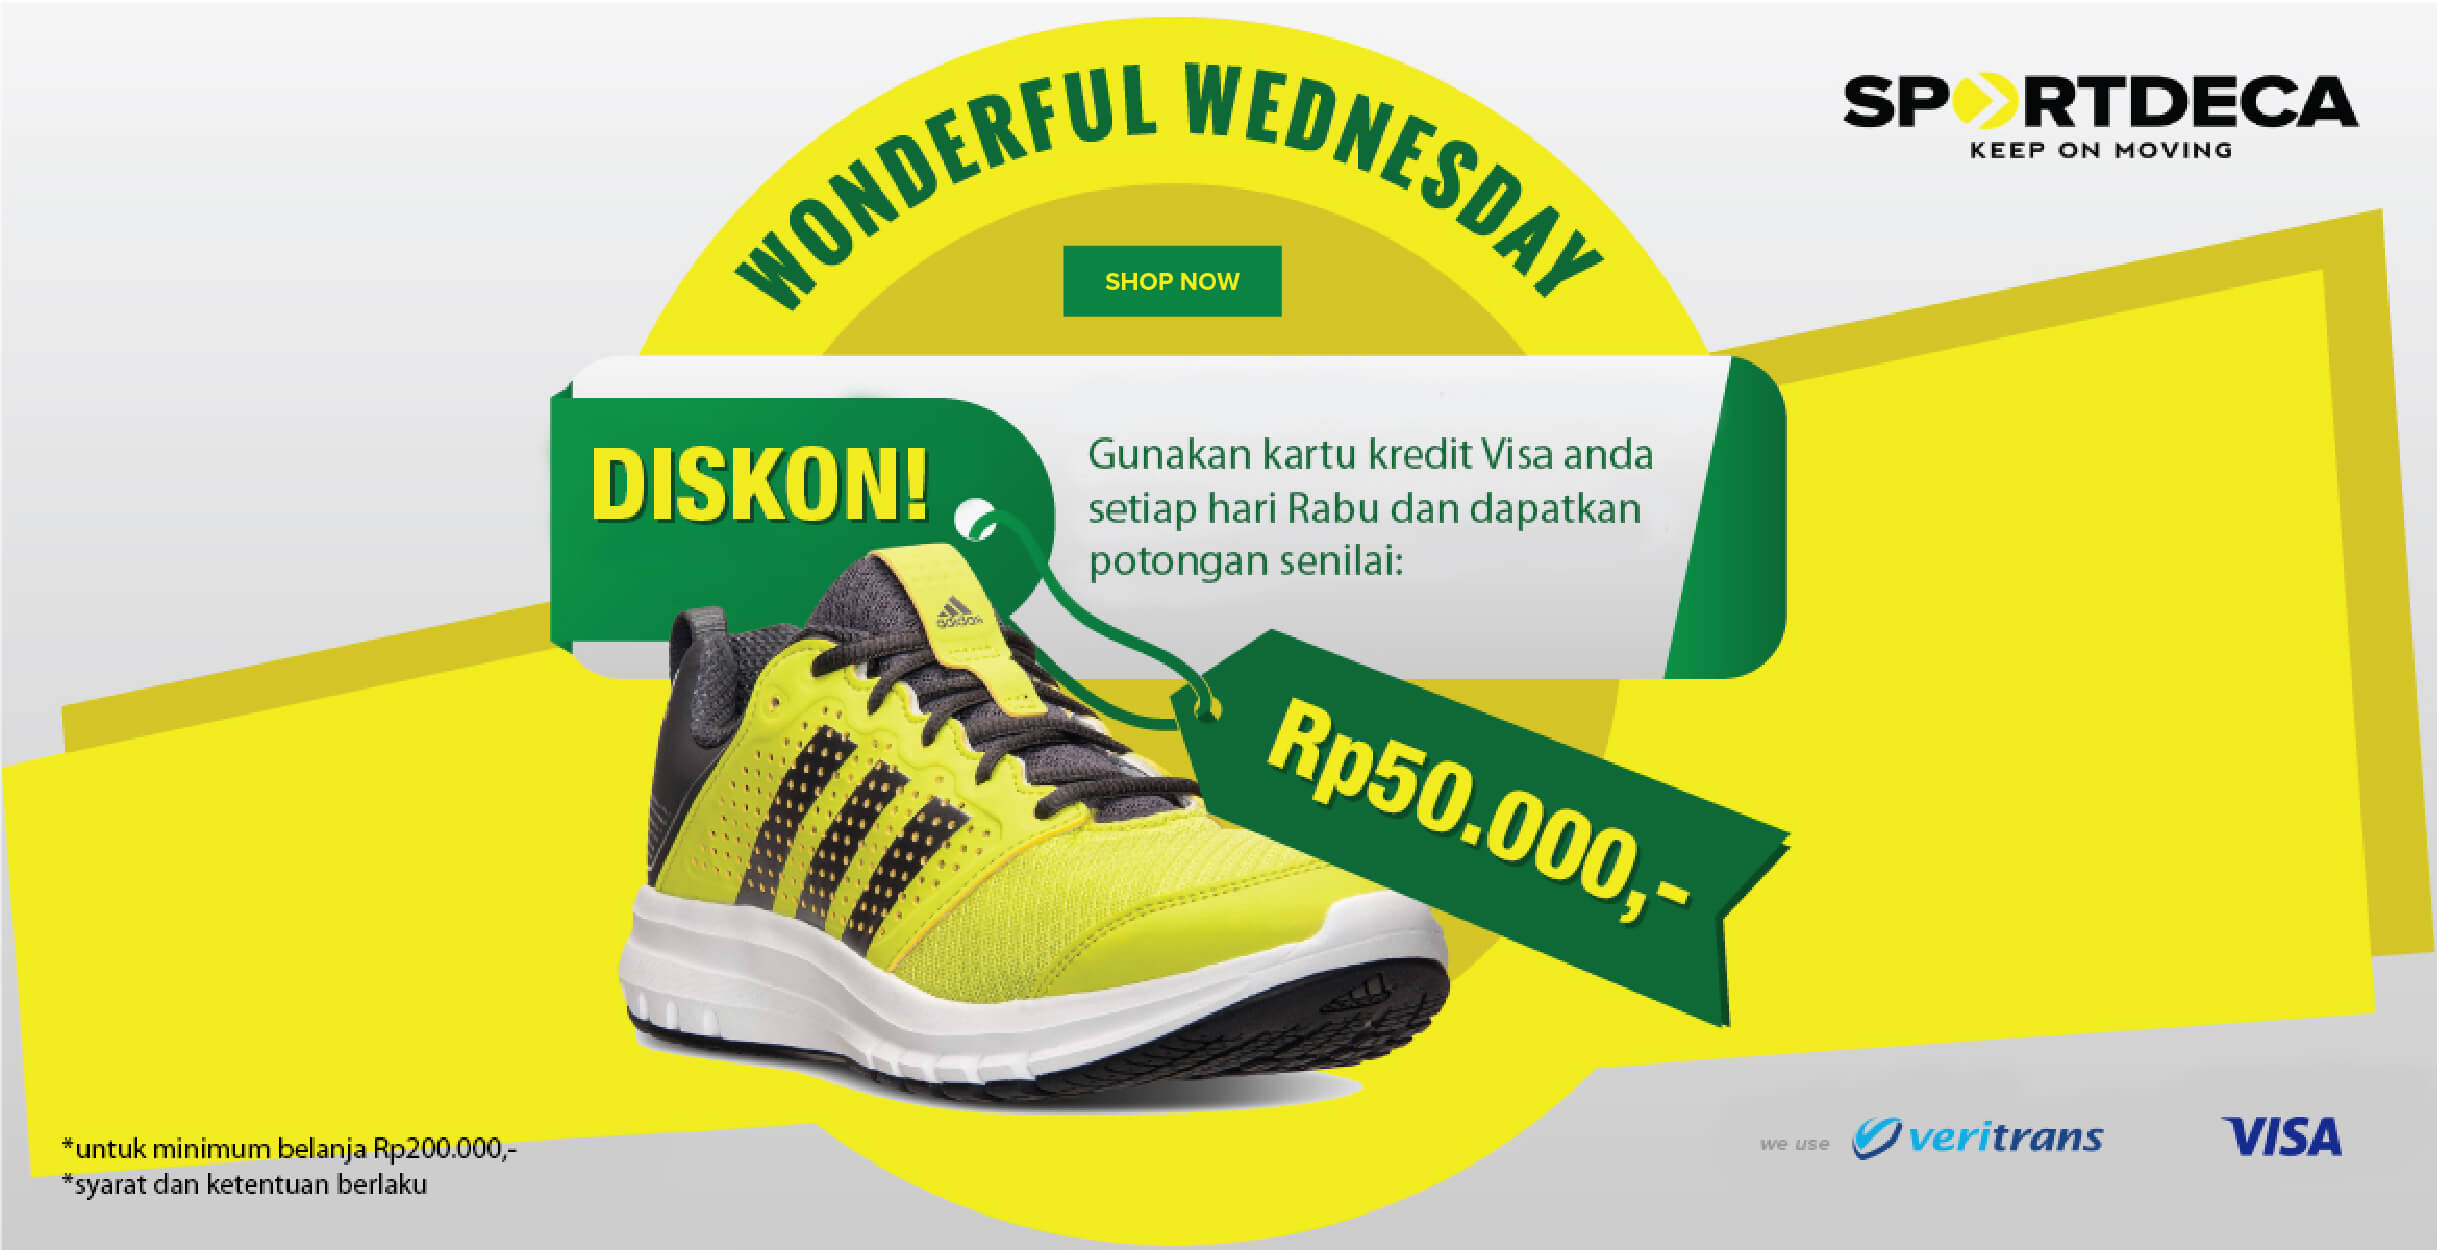 WONDERFUL WEDNESDAY
SPORTDECA
KEEP ON MOVING
SHOP NOW
DISKON!
Gunakan kartu kredit Visa anda
setiap hari Rabu dan dapatkan
potongan senilai:
adidas
Rp50.000,-
*untuk minimum belanja Rp200.000,-
*syarat dan ketentuan berlaku
we use veritrans VISA